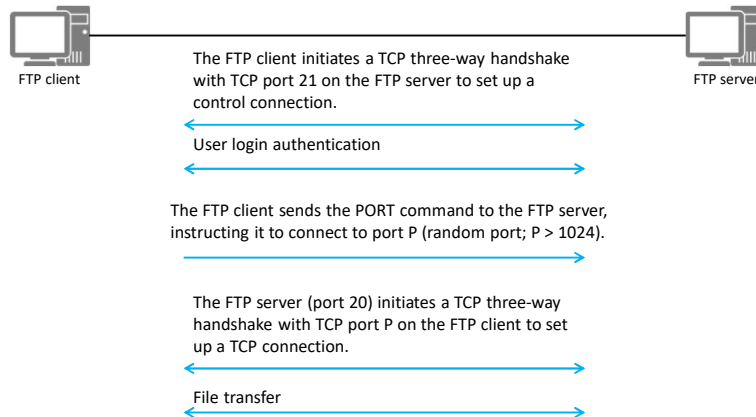 FTP client
FTP server
The FTP client initiates a TCP three-way handshake
with TCP port 21 on the FTP server to set up a
control connection.
User login authentication
The FTP client sends the PORT command to the FTP server,
instructing it to connect to port P (random port; P > 1024).
The FTP server (port 20) initiates a TCP three-way
handshake with TCP port P on the FTP client to set
up a TCP connection.
File transfer